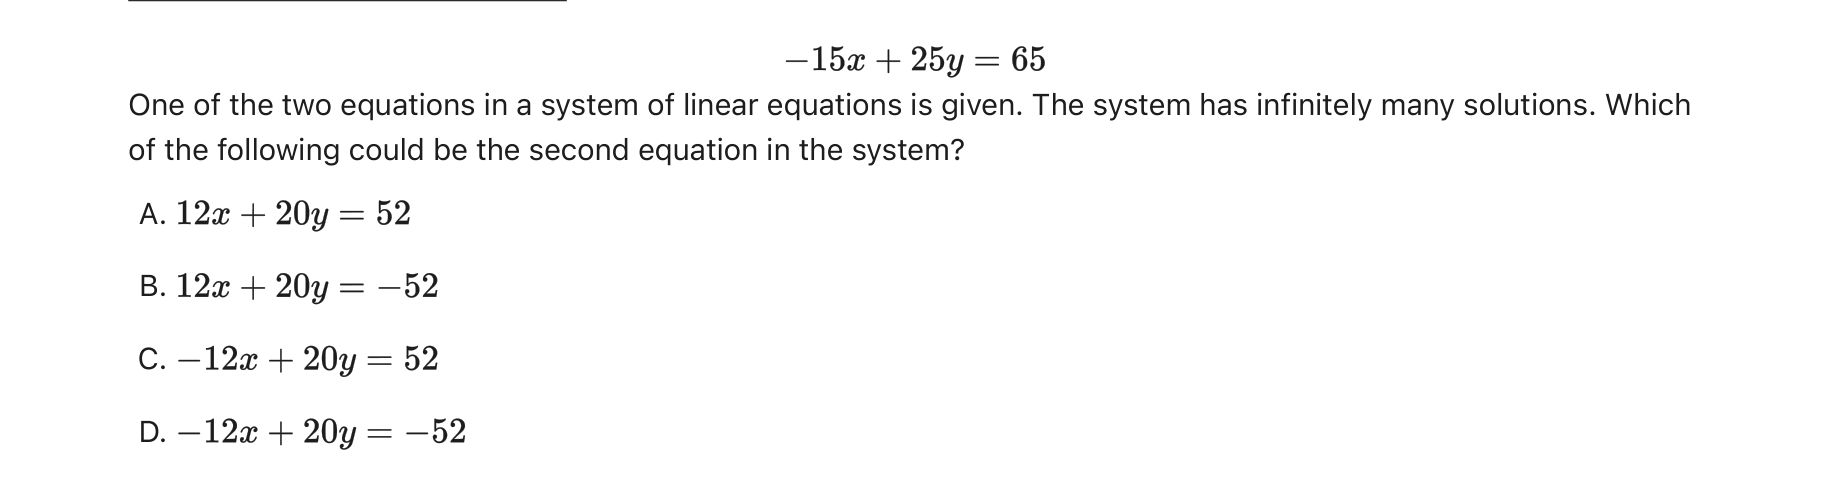 −15x + 25y = 65
One of the two equations in a system of linear equations is given. The system has infinitely many solutions. Which
of the following could be the second equation in the system?
A. 12x + 20y = 52
B. 12x + 20y = −52
C. −12x + 20y = 52
D. −12x + 20y = −52